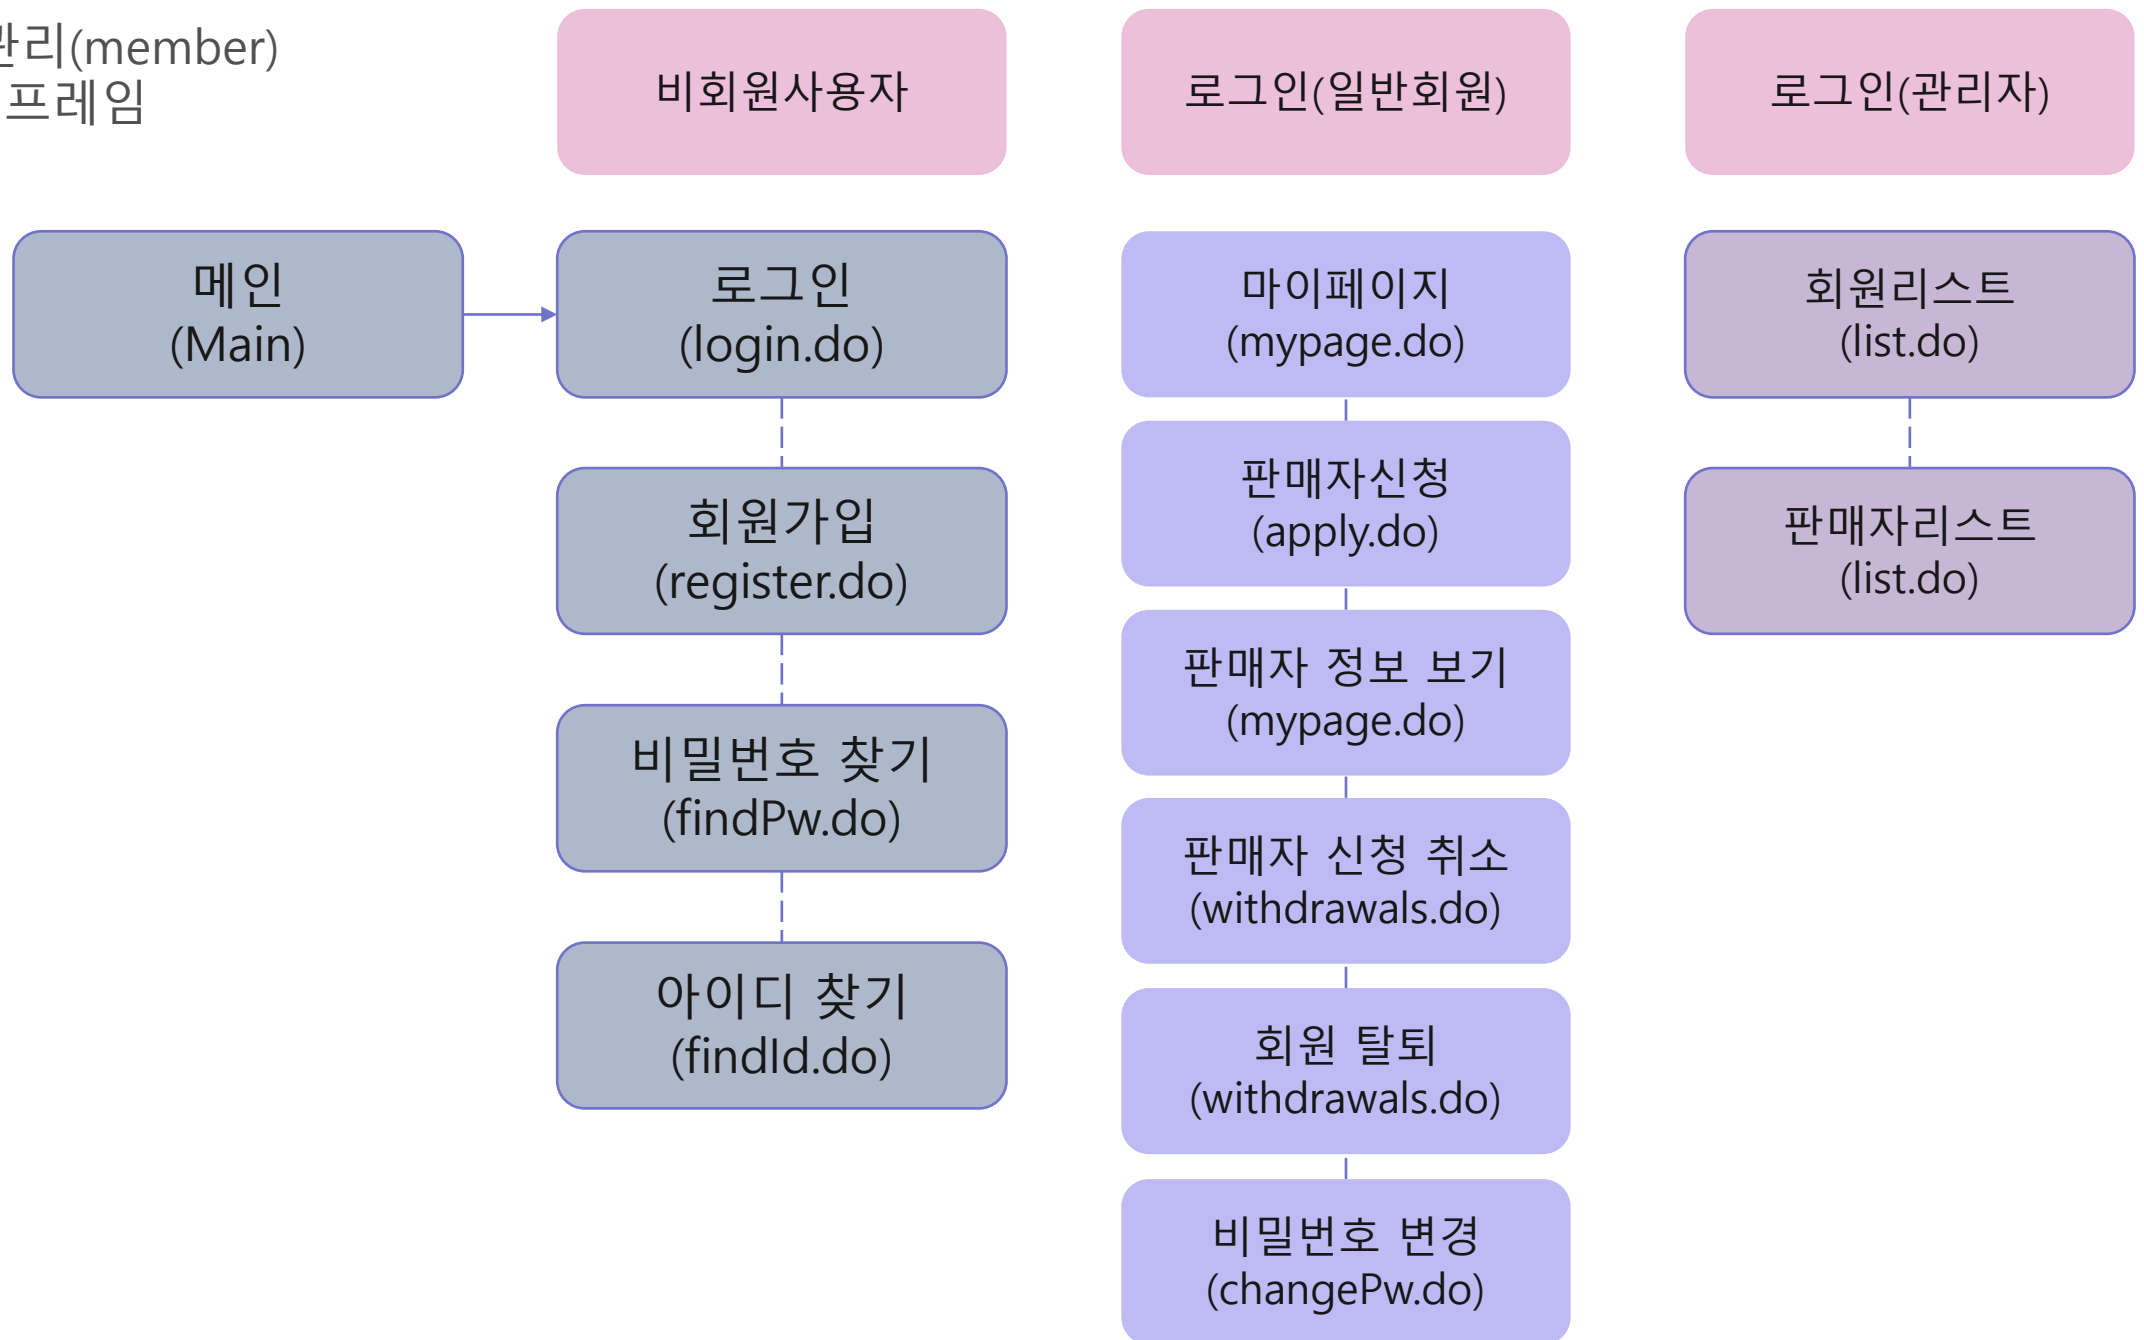 관리(member)
프레임
비회원사용자
로그인(일반회원)
로그인(관리자)
메인
(Main)
로그인
(login.do)
회원가입
(register.do)
비밀번호 찾기
(findPw.do)
아이디 찾기
(findId.do)
마이페이지
(mypage.do)
판매자신청
(apply.do)
판매자 정보 보기
(mypage.do)
판매자 신청 취소
(withdrawals.do)
회원 탈퇴
(withdrawals.do)
비밀번호 변경
(changePw.do)
회원리스트
(list.do)
판매자리스트
(list.do)